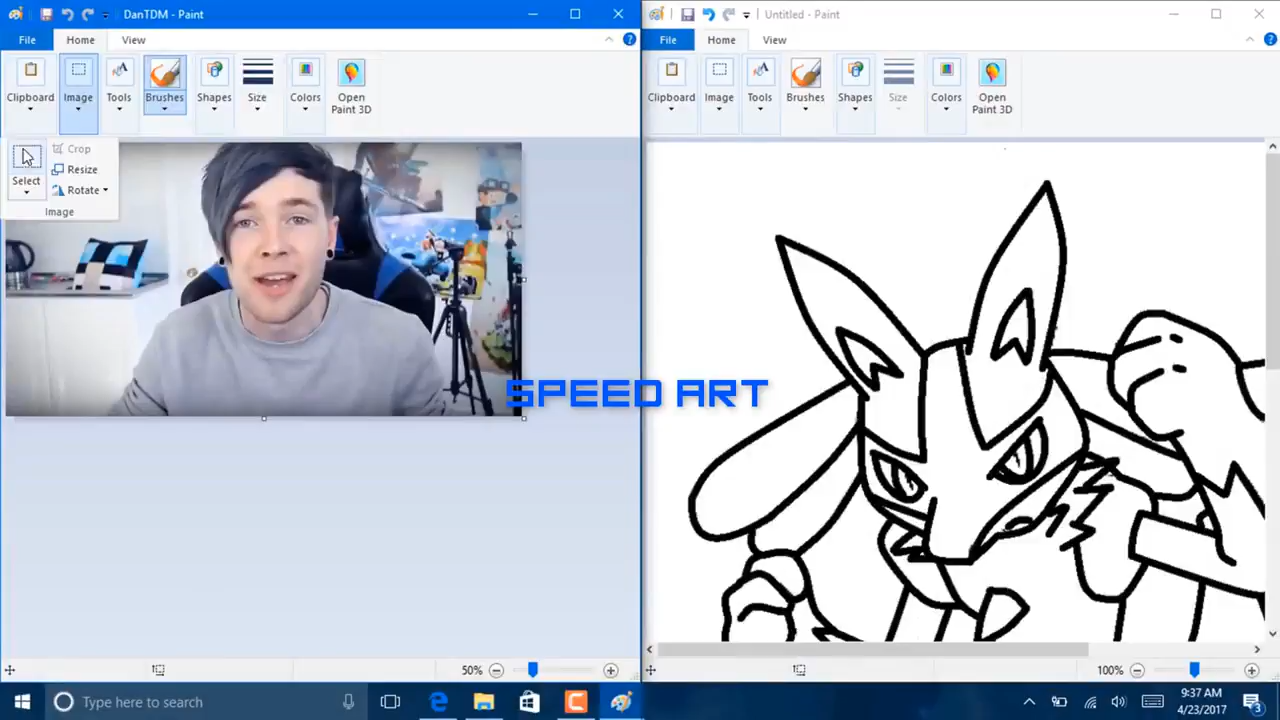 DanTDM - Paint
File
Home
View
Clipboard
Image
Tools
Brushes
Shapes
Size
Colors
Open
Paint 3D
Select
Crop
Resize
Rotate
Image
50%
Untitled - Paint
File
Home
View
Clipboard
Image
Tools
Brushes
Shapes
Size
Colors
Open
Paint 3D
100%
SPEED ART
Type here to search
9:37 AM
4/23/2017
3